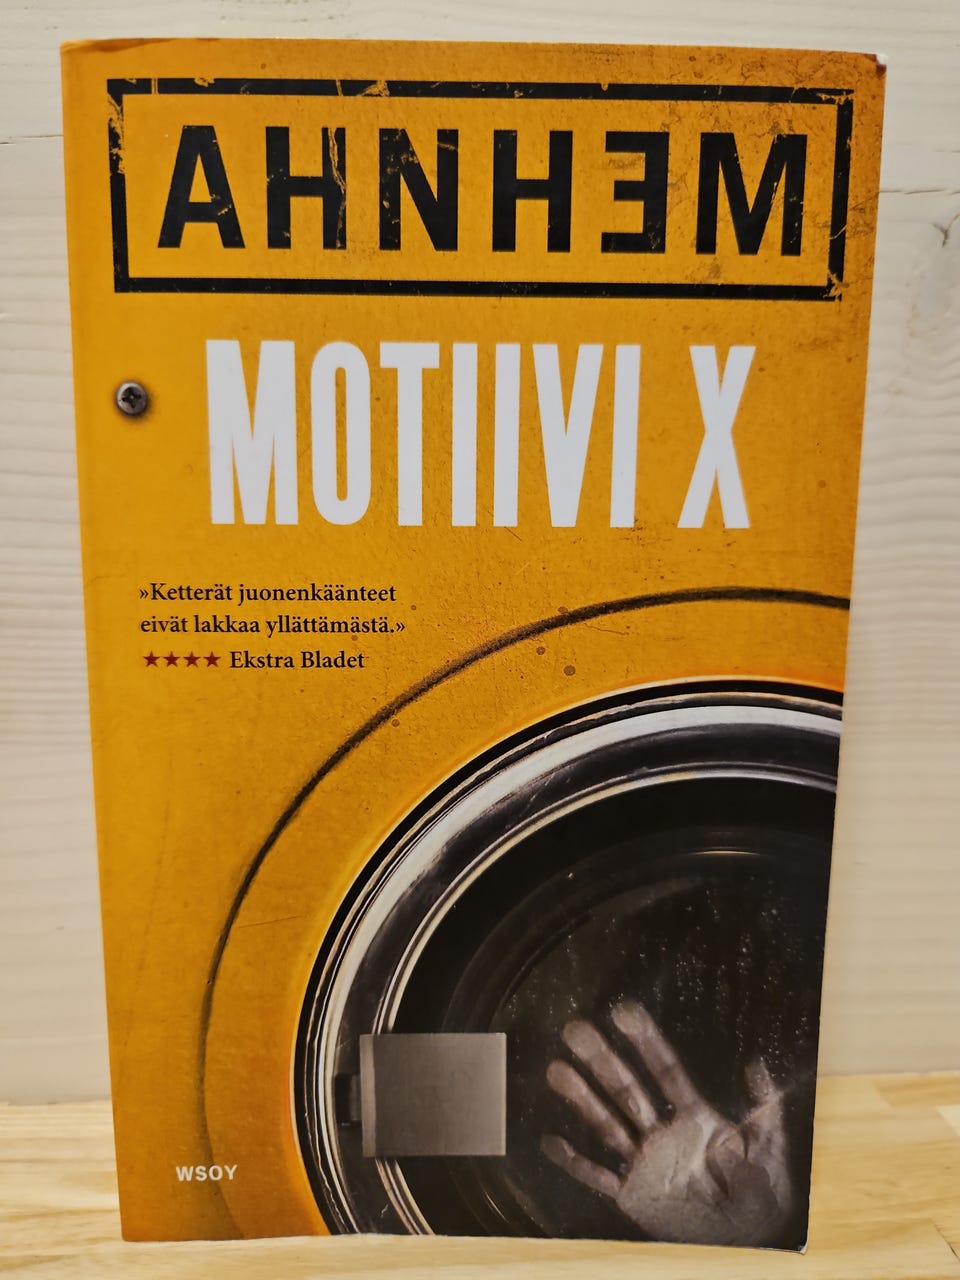 AHNHEM
MOTIIVI X
»Ketterät juonenkäänteet
eivät lakkaa yllättämästä.»
★★★★ Ekstra Bladet
WSOY